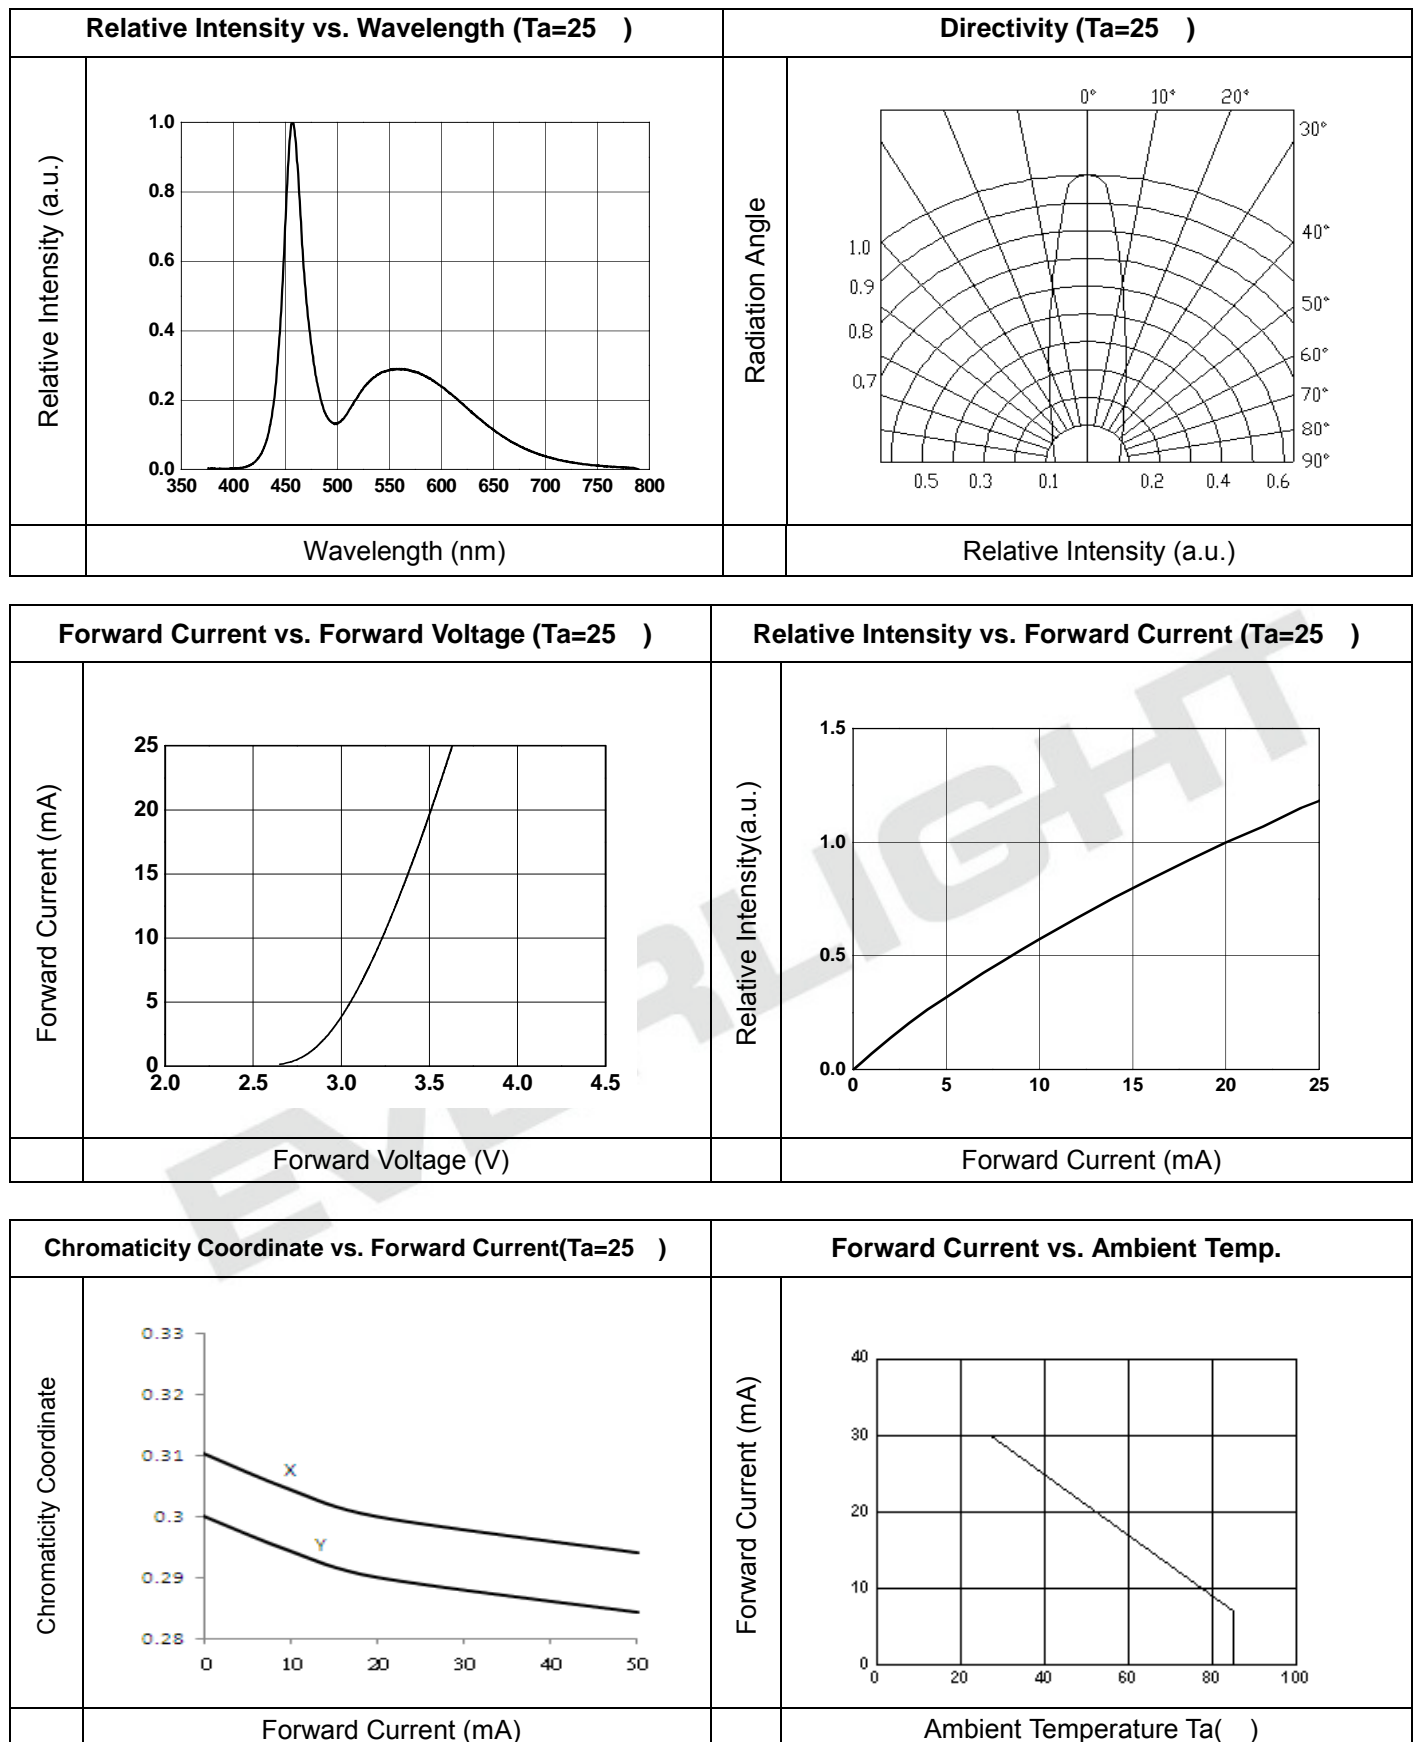 Relative Intensity vs. Wavelength (Ta=25 )
Relative Intensity (a.u.)
1.0
0.8
0.6
0.4
0.2
0.0
350 400 450 500 550 600 650 700 750 800
Wavelength (nm)
Directivity (Ta=25 )
Radiation Angle
0° 10° 20°
30°
40°
50°
60°
70°
80°
90°
1.0
0.9
0.8
0.7
0.5 0.3 0.1 0.2 0.4 0.6
Relative Intensity (a.u.)
Forward Current vs. Forward Voltage (Ta=25 )
Forward Current (mA)
25
20
15
10
5
0
2.0 2.5 3.0 3.5 4.0 4.5
Forward Voltage (V)
Relative Intensity vs. Forward Current (Ta=25 )
Relative Intensity(a.u.)
1.5
1.0
0.5
0.0
0 5 10 15 20 25
Forward Current (mA)
EVERLIGHT
Chromaticity Coordinate vs. Forward Current(Ta=25 )
Chromaticity Coordinate
0.33
0.32
0.31
0.3
0.29
0.28
X
Y
0 10 20 30 40 50
Forward Current (mA)
Forward Current vs. Ambient Temp.
Forward Current (mA)
40
30
20
10
0
0 20 40 60 80 100
Ambient Temperature Ta( )